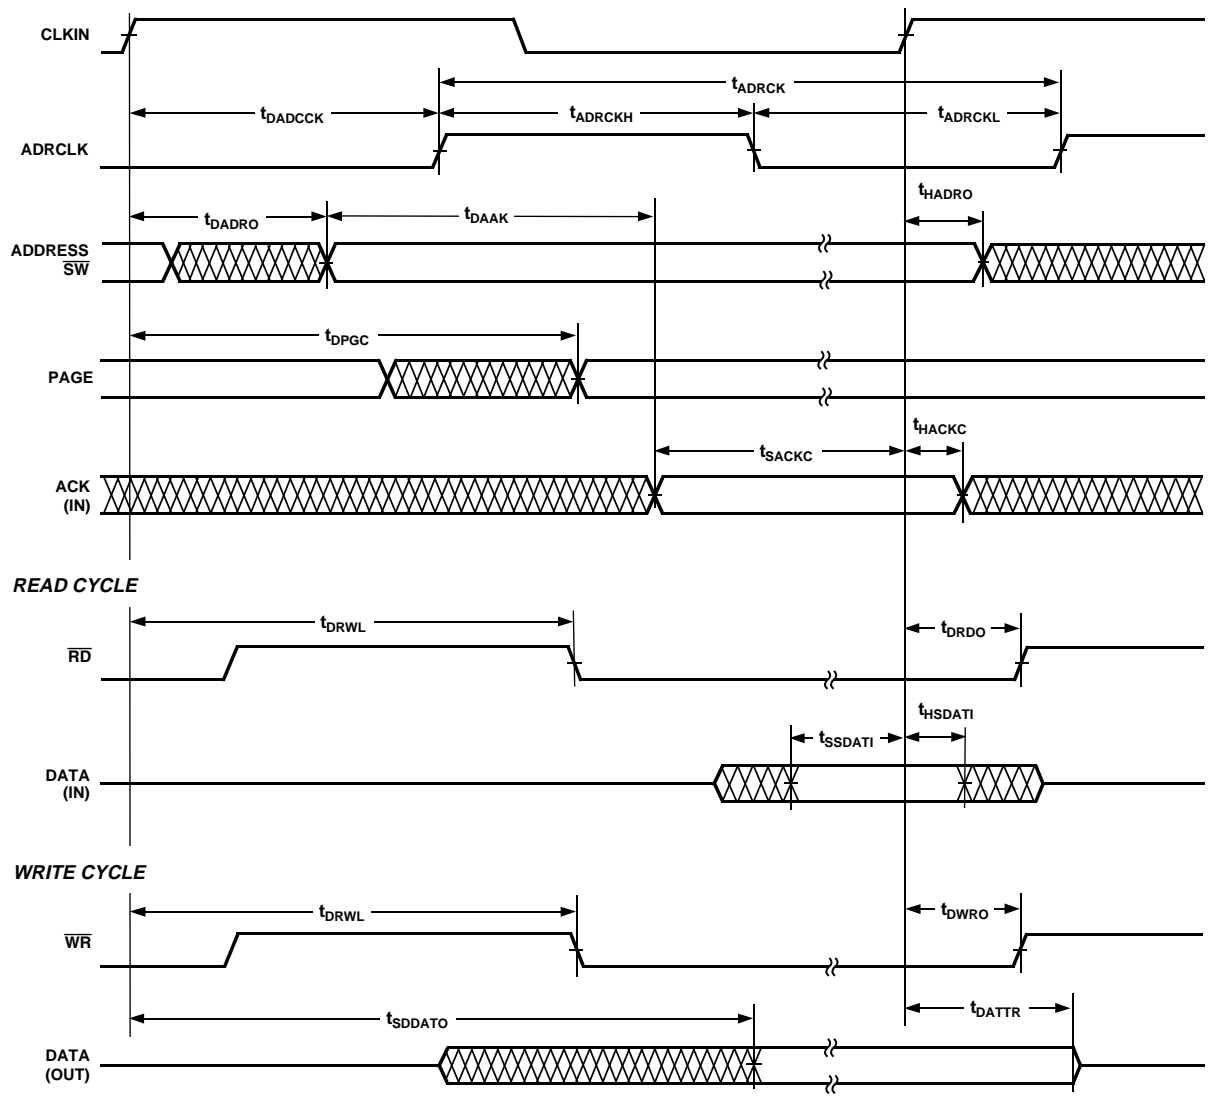 CLKIN
tADRCK
tDADCCK
tADRCKH
tADRCKL
ADRCLK
tHADRO
tDADRO
tDAAK
ADDRESS
SW
tDPGC
PAGE
tHACKC
tSACKC
ACK
(IN)
READ CYCLE
tDRWL
tDRDO
RD
tHSDATI
tSSDATI
DATA
(IN)
WRITE CYCLE
tDRWL
tDWRO
WR
tDATTR
tSDDATO
DATA
(OUT)